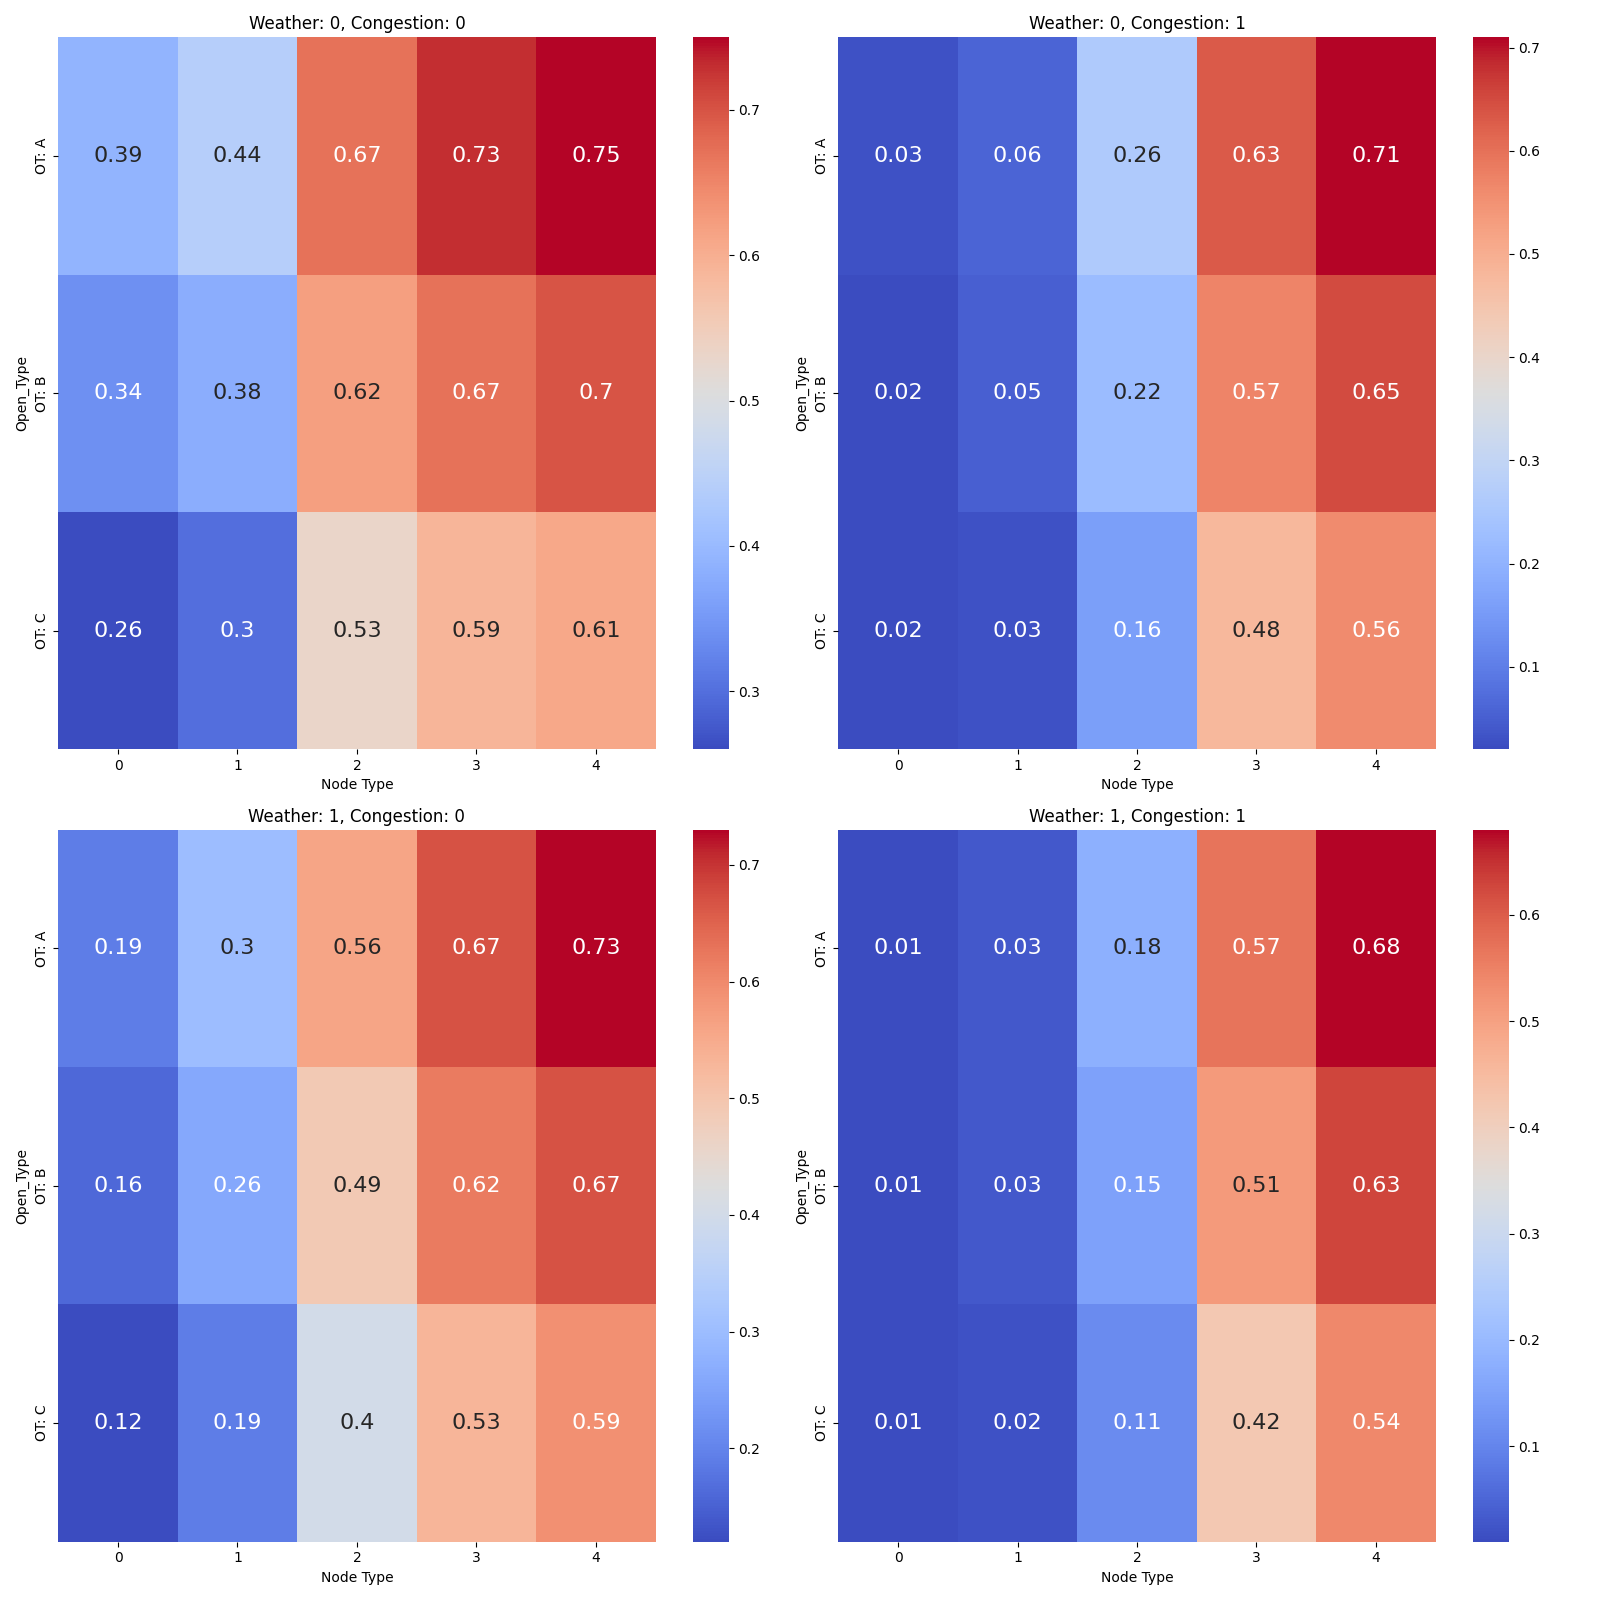 Weather: 0, Congestion: 0
OT: A
0.39 0.44 0.67 0.73 0.75
Open_Type
OT: B
0.34 0.38 0.62 0.67 0.7
OT: C
0.26 0.3 0.53 0.59 0.61
0 1 2 3 4
Node Type
0.7
0.6
0.5
0.4
0.3
Weather: 0, Congestion: 1
OT: A
0.03 0.06 0.26 0.63 0.71
Open_Type
OT: B
0.02 0.05 0.22 0.57 0.65
OT: C
0.02 0.03 0.16 0.48 0.56
0 1 2 3 4
Node Type
0.7
0.6
0.5
0.4
0.3
0.2
0.1
Weather: 1, Congestion: 0
OT: A
0.19 0.3 0.56 0.67 0.73
Open_Type
OT: B
0.16 0.26 0.49 0.62 0.67
OT: C
0.12 0.19 0.4 0.53 0.59
0 1 2 3 4
Node Type
0.7
0.6
0.5
0.4
0.3
0.2
Weather: 1, Congestion: 1
OT: A
0.01 0.03 0.18 0.57 0.68
Open_Type
OT: B
0.01 0.03 0.15 0.51 0.63
OT: C
0.01 0.02 0.11 0.42 0.54
0 1 2 3 4
Node Type
0.6
0.5
0.4
0.3
0.2
0.1